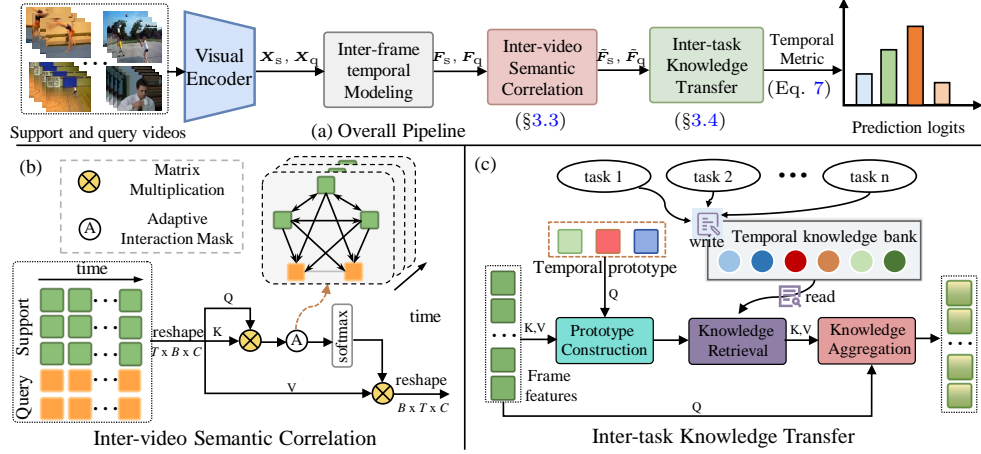 Support and query videos
Visual
Encoder
X_s, X_q
Inter-frame
temporal
Modeling
F_s, F_q
Inter-video
Semantic
Correlation
(§3.3)
F̃_s, F̃_q
Inter-task
Knowledge
Transfer
(§3.4)
Temporal
Metric
(Eq. 7)
Prediction logits
(a) Overall Pipeline
(b)
Matrix
Multiplication
A
Adaptive
Interaction Mask
time
Support
Query
reshape
T x B x C
Q
K
V
A
softmax
time
reshape
B x T x C
Inter-video Semantic Correlation
(c)
task 1
task 2
task n
write
Temporal knowledge bank
read
Temporal prototype
Q
K,V
Prototype
Construction
Knowledge
Retrieval
K,V
Knowledge
Aggregation
Frame
features
Q
Inter-task Knowledge Transfer